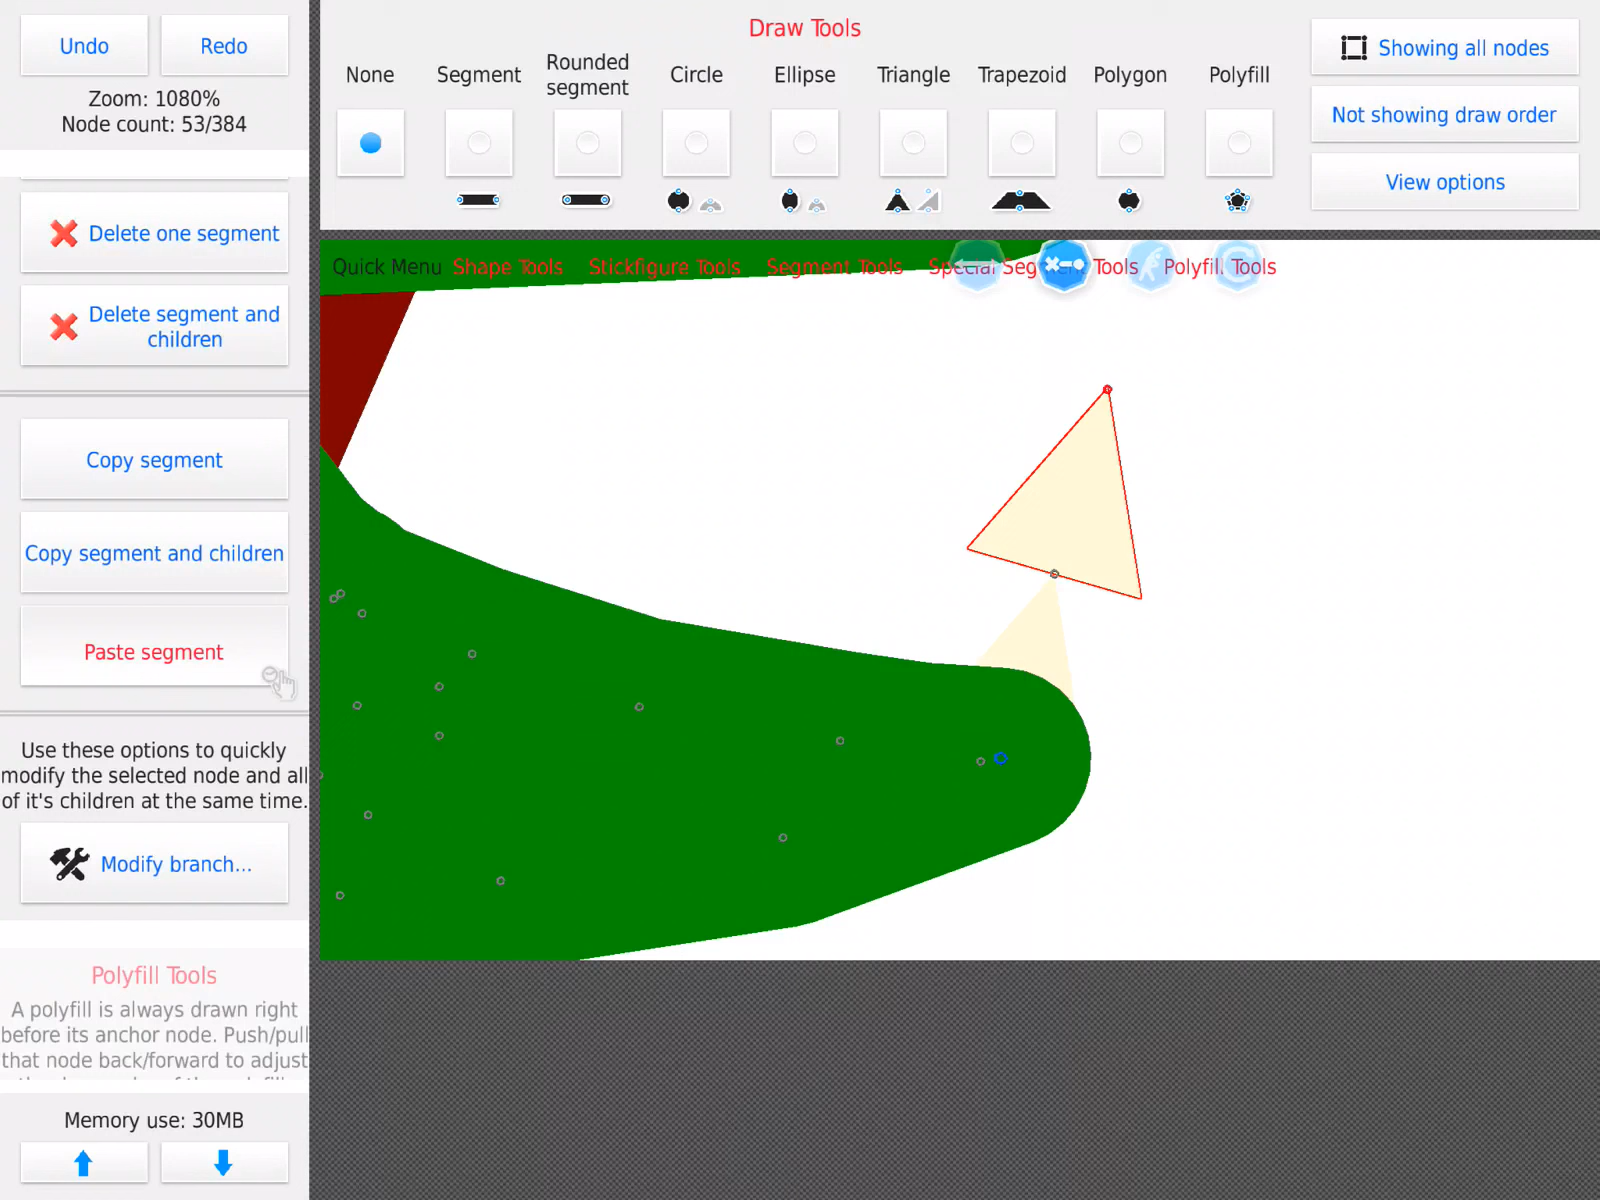 Undo
Redo
Zoom: 1080%
Node count: 53/384
Delete one segment
Delete segment and
children
Copy segment
Copy segment and children
Paste segment
Use these options to quickly
modify the selected node and all
of it's children at the same time.
Modify branch...
Polyfill Tools
A polyfill is always drawn right
before its anchor node. Push/pull
that node back/forward to adjust
Memory use: 30MB
Draw Tools
None
Segment
Rounded
segment
Circle
Ellipse
Triangle
Trapezoid
Polygon
Polyfill
Showing all nodes
Not showing draw order
View options
Quick Menu
Shape Tools
Stickfigure Tools
Segment Tools
Special Segment Tools
Polyfill Tools